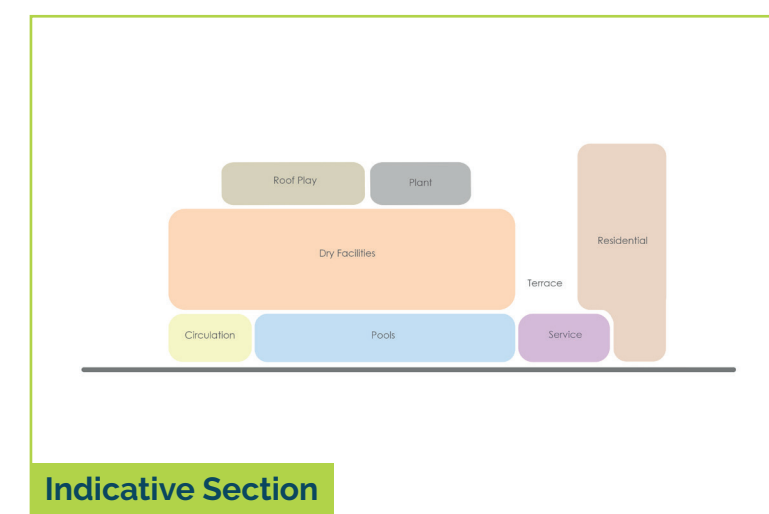 Roof Play
Plant
Dry Facilities
Residential
Terrace
Circulation
Pools
Service
Indicative Section